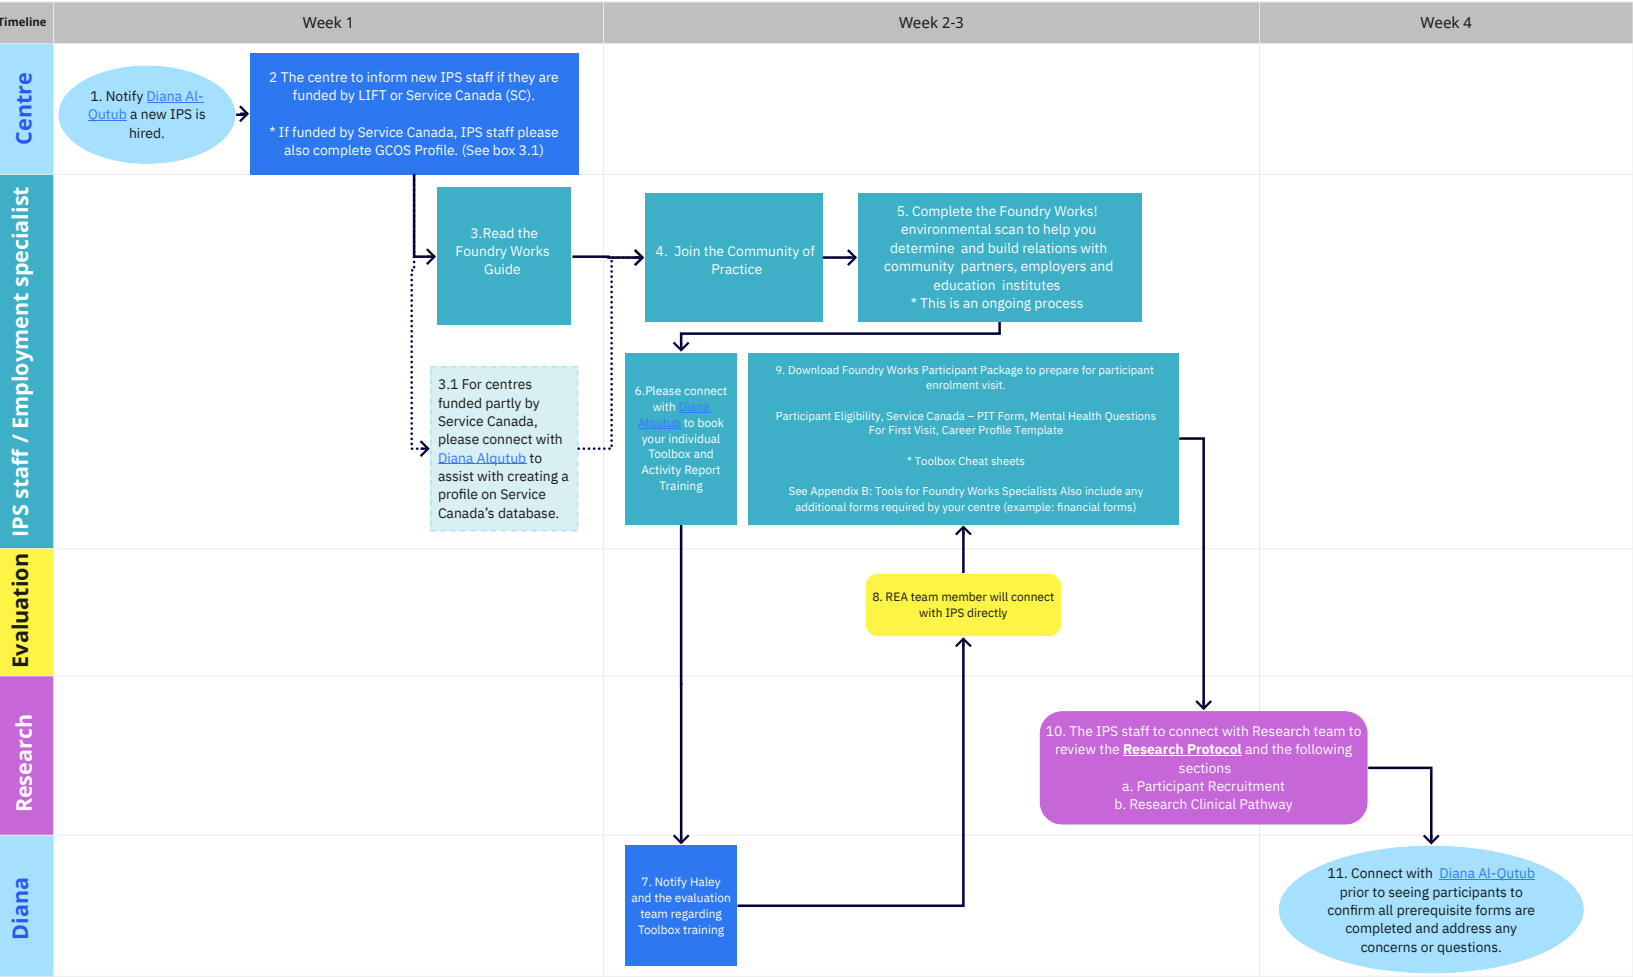 Timeline
Week 1
Week 2-3
Week 4
Centre
1. Notify Diana Al-
Qutub a new IPS is
hired.
2 The centre to inform new IPS staff if they are
funded by LIFT or Service Canada (SC).
* If funded by Service Canada, IPS staff please
also complete GCOS Profile. (See box 3.1)
IPS staff / Employment specialist
3.Read the
Foundry Works
Guide
4. Join the Community of
Practice
5. Complete the Foundry Works!
environmental scan to help you
determine and build relations with
community partners, employers and
education institutes
* This is an ongoing process
3.1 For centres
funded partly by
Service Canada,
please connect with
Diana Alqutub to
assist with creating a
profile on Service
Canada’s database.
6.Please connect
with Diana
Alqutub to book
your individual
Toolbox and
Activity Report
Training
9. Download Foundry Works Participant Package to prepare for participant
enrolment visit.
Participant Eligibility, Service Canada – PIT Form, Mental Health Questions
For First Visit, Career Profile Template
* Toolbox Cheat sheets
See Appendix B: Tools for Foundry Works Specialists Also include any
additional forms required by your centre (example: financial forms)
Evaluation
8. REA team member will connect
with IPS directly
Research
10. The IPS staff to connect with Research team to
review the Research Protocol and the following
sections
a. Participant Recruitment
b. Research Clinical Pathway
Diana
7. Notify Haley
and the evaluation
team regarding
Toolbox training
11. Connect with Diana Al-Qutub
prior to seeing participants to
confirm all prerequisite forms are
completed and address any
concerns or questions.